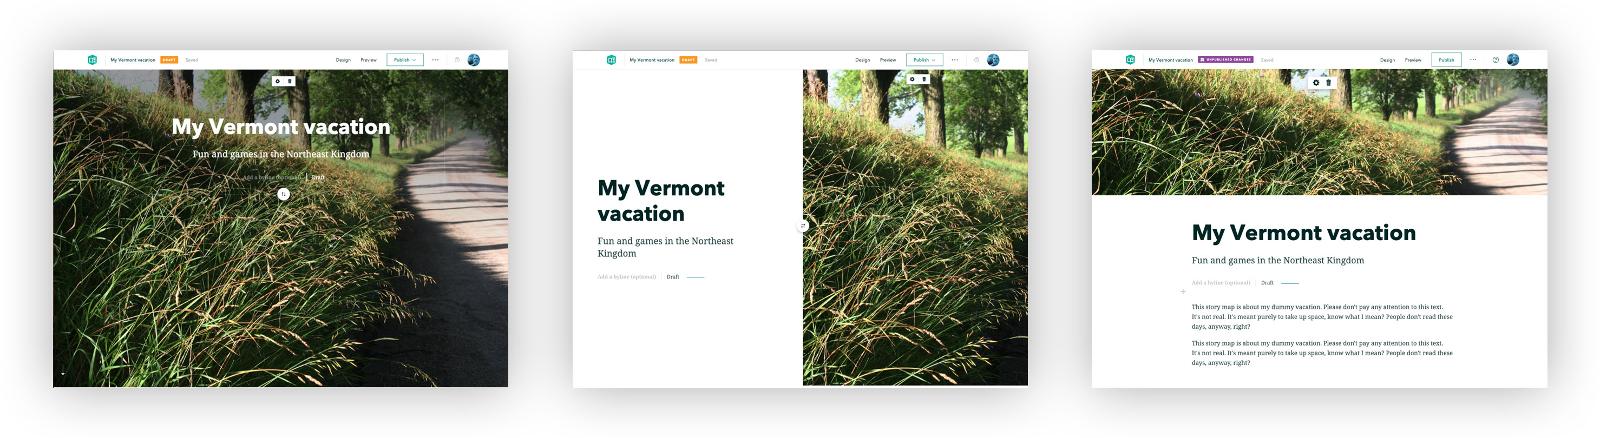 My Vermont vacation DRAFT Saved Design Preview Publish
My Vermont vacation
Fun and games in the Northeast Kingdom
Add a byline (optional) Draft
My Vermont vacation DRAFT Saved Design Preview Publish
My Vermont
vacation
Fun and games in the Northeast
Kingdom
Add a byline (optional) Draft
My Vermont vacation UNPUBLISHED CHANGES Saved Design Preview Publish
My Vermont vacation
Fun and games in the Northeast Kingdom
Add a byline (optional) Draft
This story map is about my dummy vacation. Please don't pay any attention to this text.
It's not real. It's meant purely to take up space, know what I mean? People don't read these
days, anyway, right?
This story map is about my dummy vacation. Please don't pay any attention to this text.
It's not real. It's meant purely to take up space, know what I mean? People don't read these
days, anyway, right?